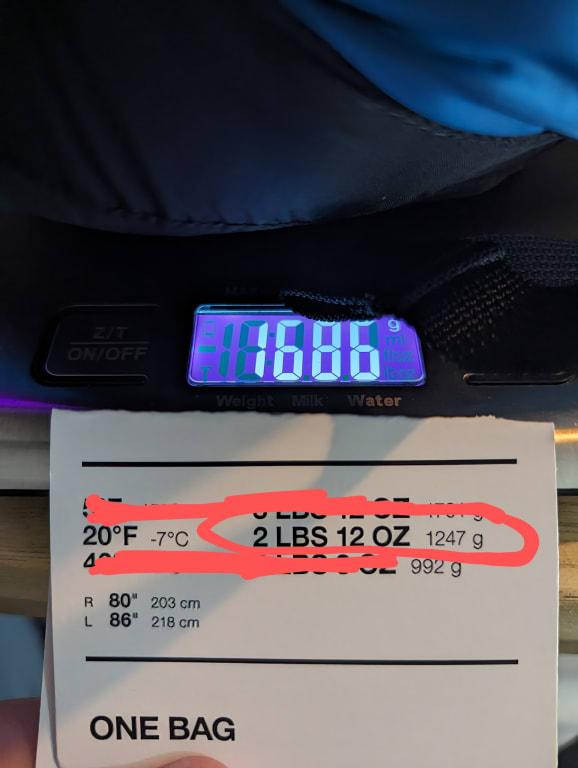 Z/T
ON/OFF
g
ml
Weight Milk Water
20°F -7°C 2 LBS 12 OZ 1247 g
992 g
R 80" 203 cm
L 86" 218 cm
ONE BAG